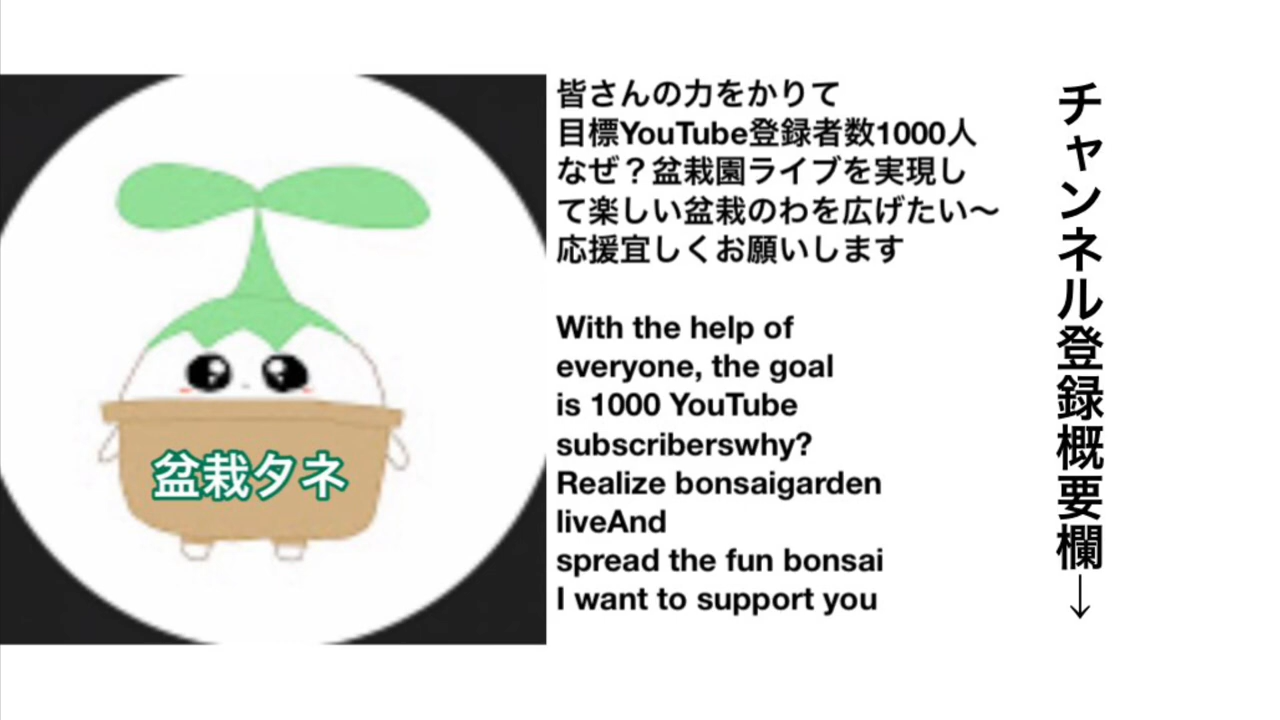 盆栽タネ
皆さんの力をかりて
目標YouTube登録者数1000人
なぜ？盆栽園ライブを実現し
て楽しい盆栽のわを広げたい〜
応援宜しくお願いします
With the help of
everyone, the goal
is 1000 YouTube
subscriberswhy?
Realize bonsaigarden
liveAnd
spread the fun bonsai
I want to support you
チャンネル登録概要欄↓